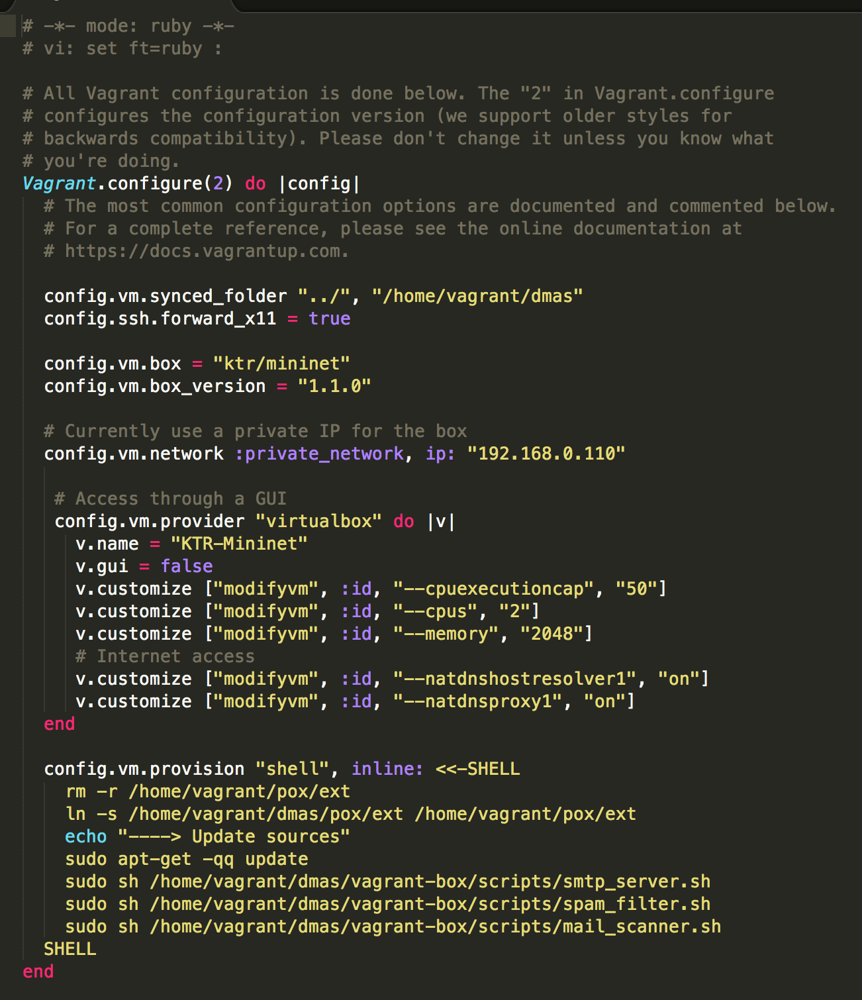 # -*- mode: ruby -*-
# vi: set ft=ruby :

# All Vagrant configuration is done below. The "2" in Vagrant.configure
# configures the configuration version (we support older styles for
# backwards compatibility). Please don't change it unless you know what
# you're doing.
Vagrant.configure(2) do |config|
  # The most common configuration options are documented and commented below.
  # For a complete reference, please see the online documentation at
  # https://docs.vagrantup.com.

  config.vm.synced_folder "../", "/home/vagrant/dmas"
  config.ssh.forward_x11 = true

  config.vm.box = "ktr/mininet"
  config.vm.box_version = "1.1.0"

  # Currently use a private IP for the box
  config.vm.network :private_network, ip: "192.168.0.110"

   # Access through a GUI
   config.vm.provider "virtualbox" do |v|
     v.name = "KTR-Mininet"
     v.gui = false
     v.customize ["modifyvm", :id, "--cpuexecutioncap", "50"]
     v.customize ["modifyvm", :id, "--cpus", "2"]
     v.customize ["modifyvm", :id, "--memory", "2048"]
     # Internet access
     v.customize ["modifyvm", :id, "--natdnshostresolver1", "on"]
     v.customize ["modifyvm", :id, "--natdnsproxy1", "on"]
  end

  config.vm.provision "shell", inline: <<-SHELL
    rm -r /home/vagrant/pox/ext
    ln -s /home/vagrant/dmas/pox/ext /home/vagrant/pox/ext
    echo "----> Update sources"
    sudo apt-get -qq update
    sudo sh /home/vagrant/dmas/vagrant-box/scripts/smtp_server.sh
    sudo sh /home/vagrant/dmas/vagrant-box/scripts/spam_filter.sh
    sudo sh /home/vagrant/dmas/vagrant-box/scripts/mail_scanner.sh
  SHELL
end